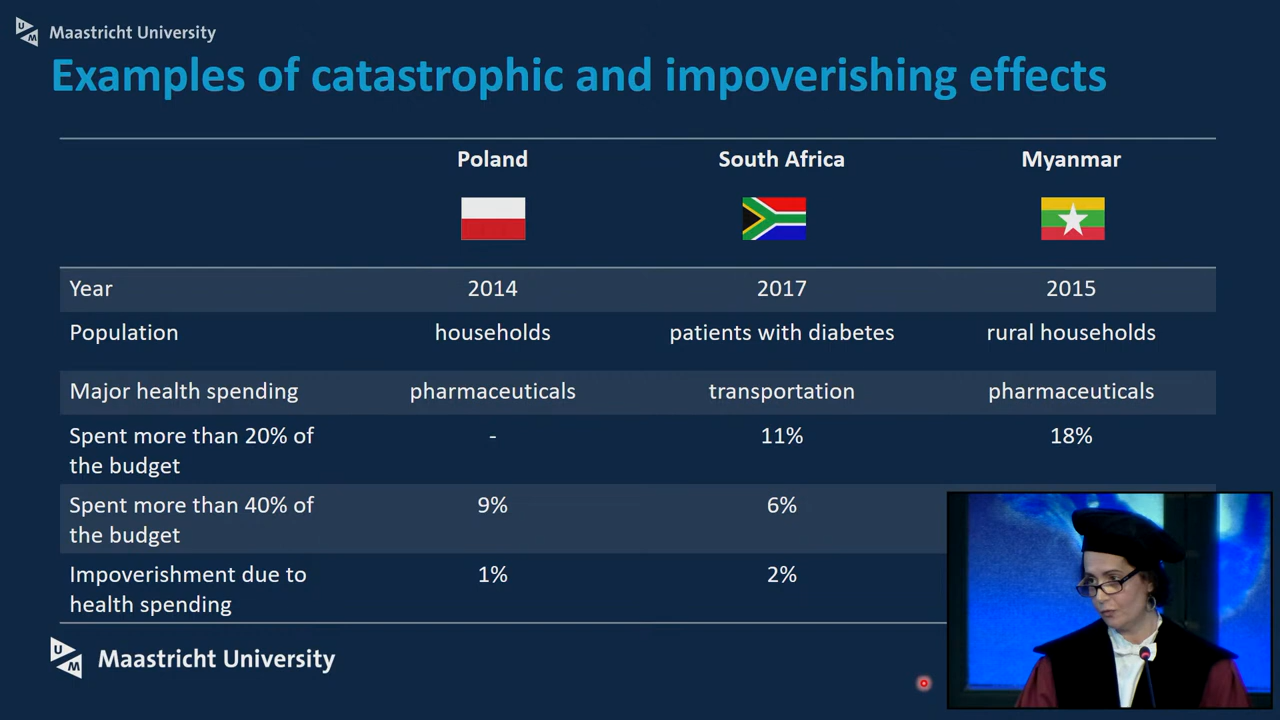 UM Maastricht University
Examples of catastrophic and impoverishing effects
Poland South Africa Myanmar
Year 2014 2017 2015
Population households patients with diabetes rural households
Major health spending pharmaceuticals transportation pharmaceuticals
Spent more than 20% of - 11% 18%
the budget
Spent more than 40% of 9% 6%
the budget
Impoverishment due to 1% 2%
health spending
UM Maastricht University